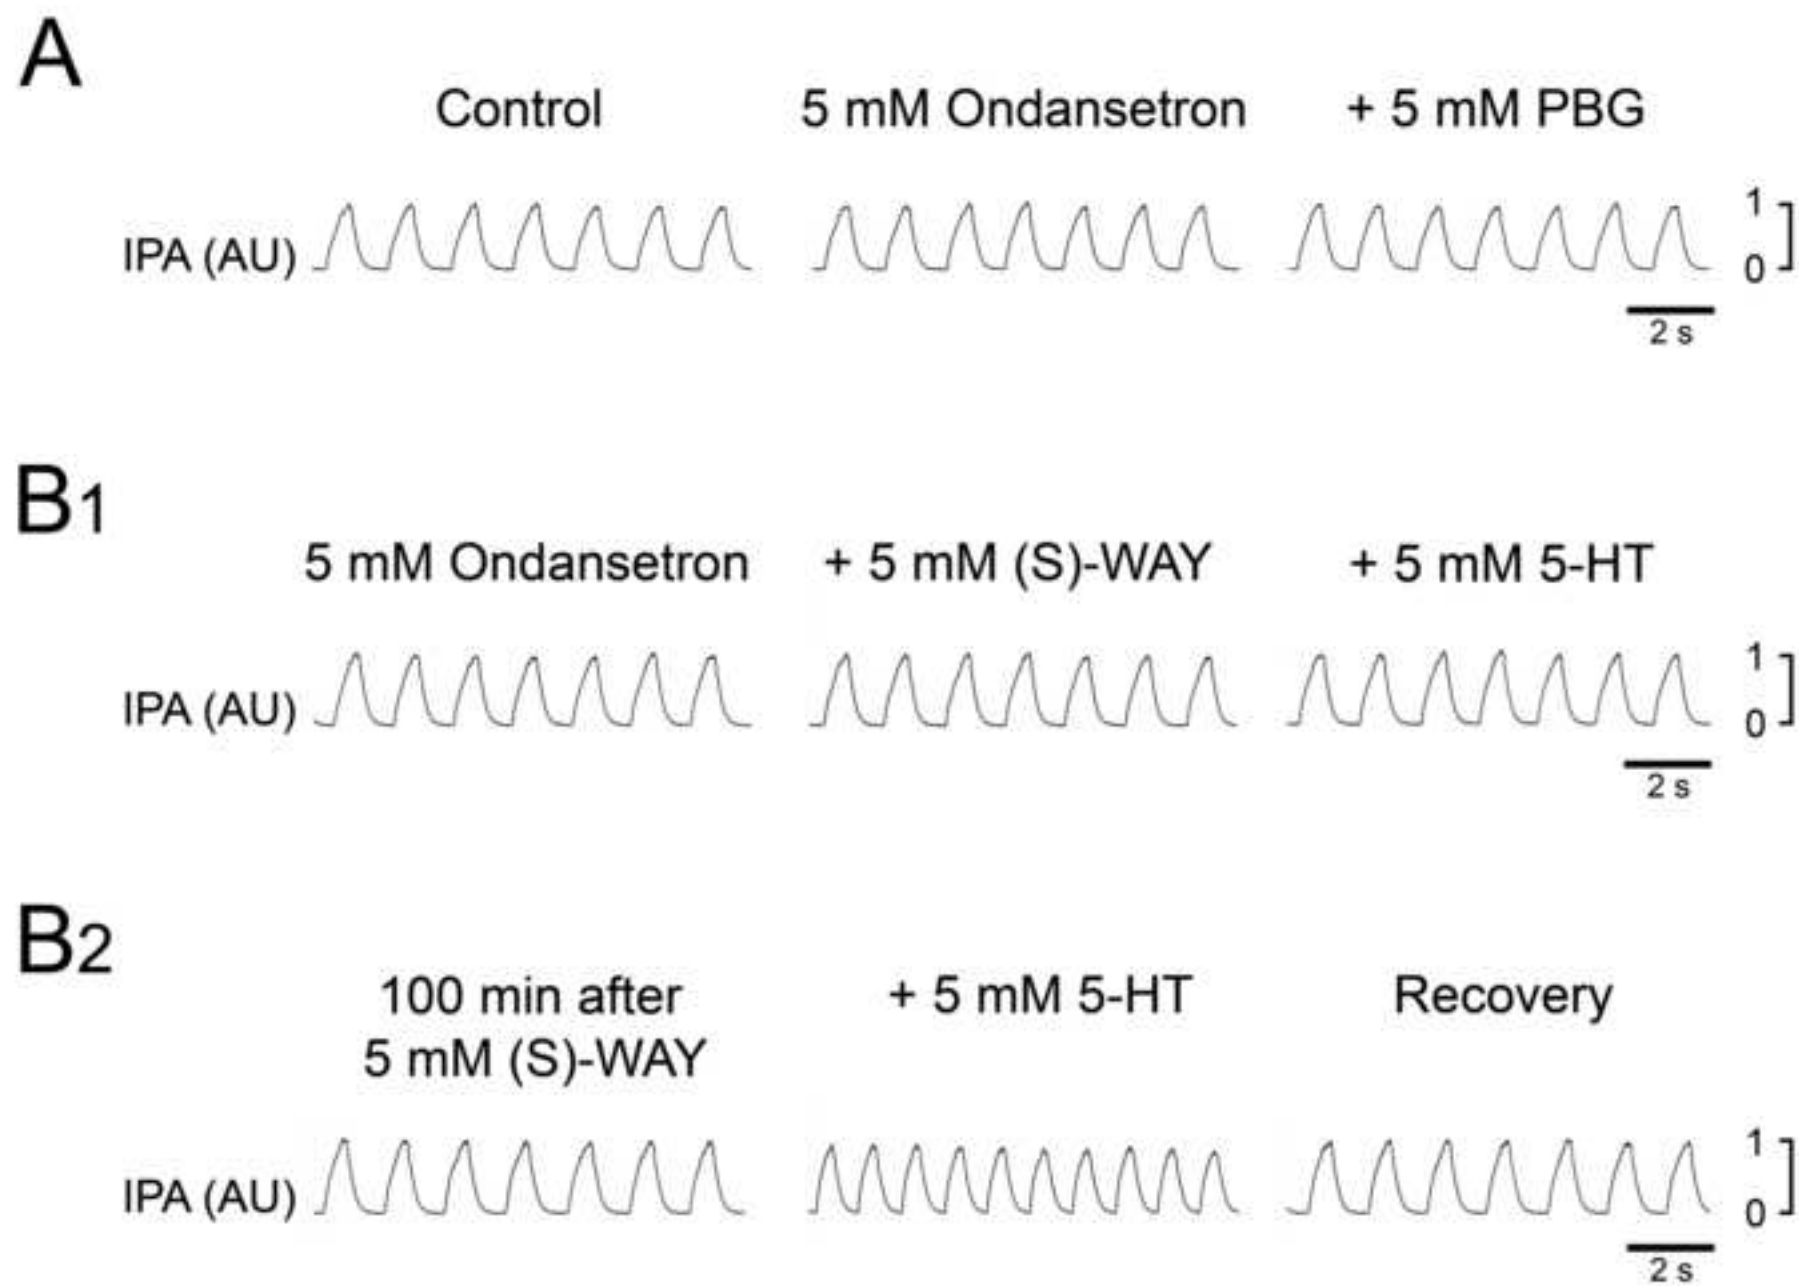 A
Control 5 mM Ondansetron + 5 mM PBG
IPA (AU)
1
0
2 s
B1
5 mM Ondansetron + 5 mM (S)-WAY + 5 mM 5-HT
IPA (AU)
1
0
2 s
B2
100 min after + 5 mM 5-HT Recovery
5 mM (S)-WAY
IPA (AU)
1
0
2 s